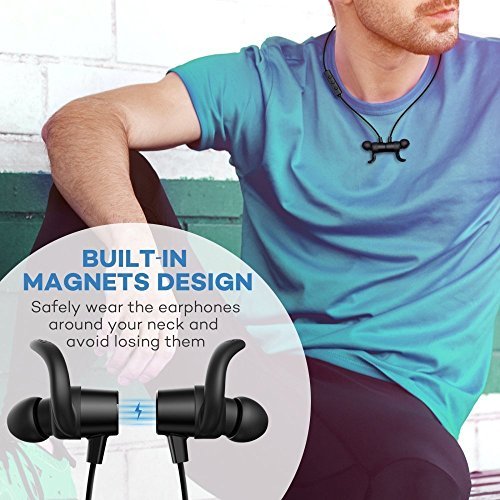 BUILT-IN
MAGNETS DESIGN
Safely wear the earphones
around your neck and
avoid losing them